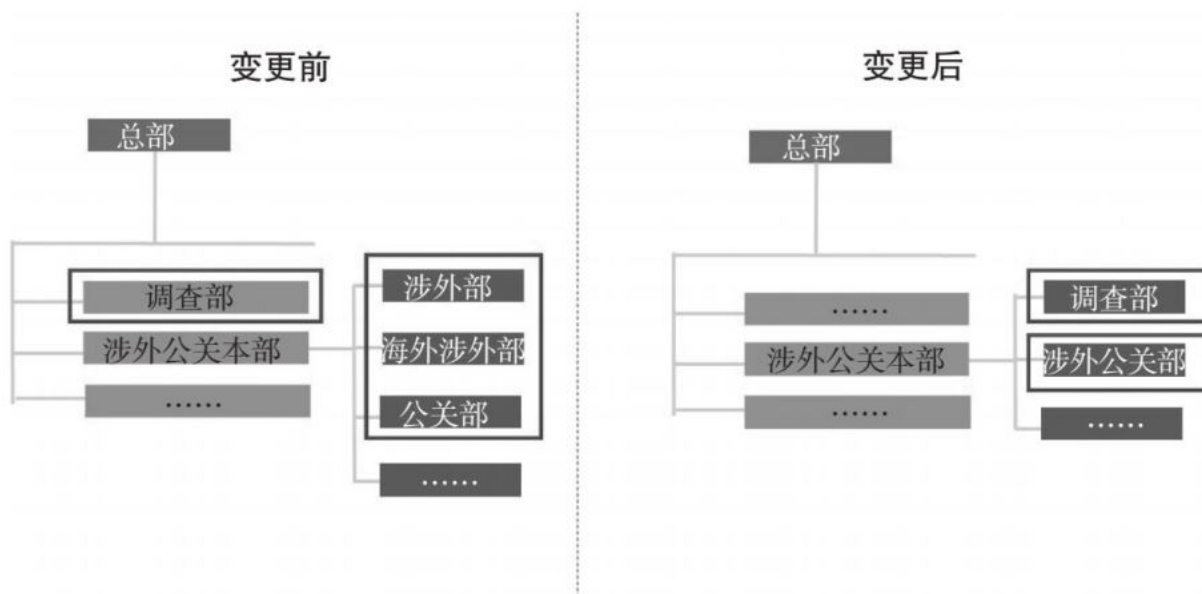 变更前
总部
调查部
涉外公关本部
……
涉外部
海外涉外部
公关部
……
变更后
总部
……
涉外公关本部
……
调查部
涉外公关部
……